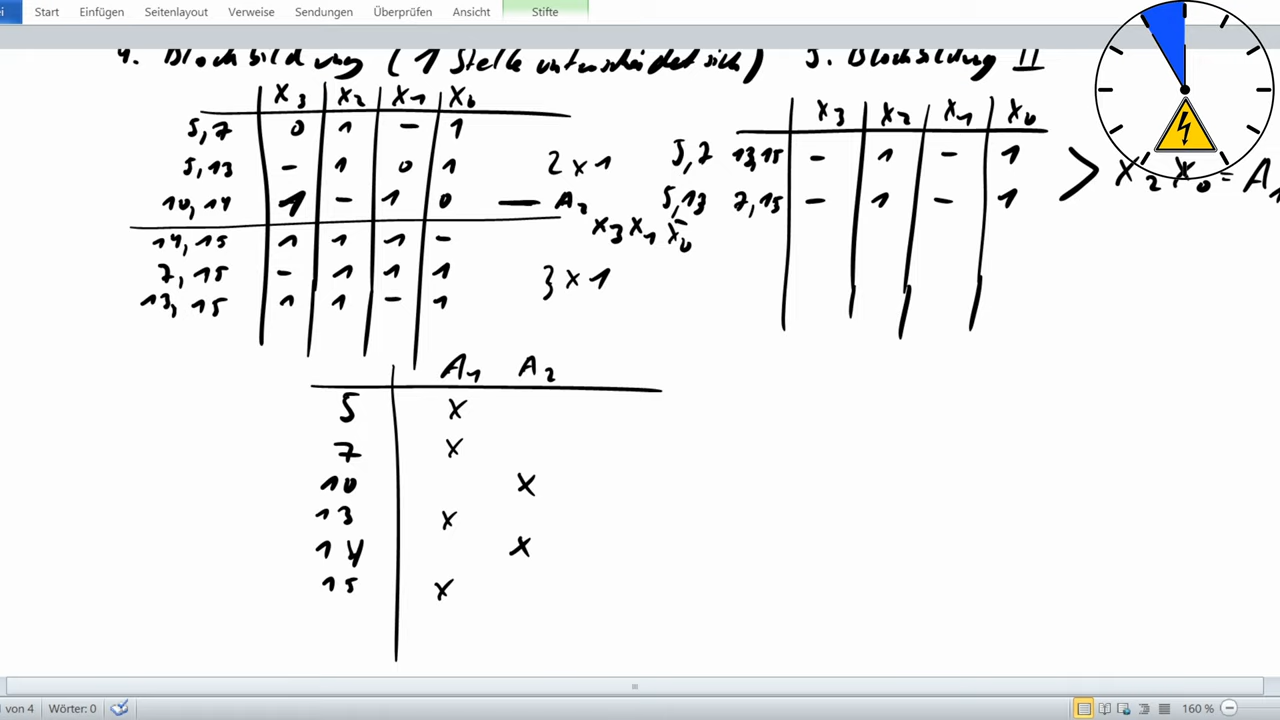 ei Start Einfügen Seitenlayout Verweise Sendungen Überprüfen Ansicht Stifte
4. Blockbildung (1 Stelle unterscheidet sich)
x3 x2 x1 x0
5,7 0 1 – 1
5,13 – 1 0 1 2x1
10,14 1 – 1 0 — A2
x3 x1 x̄0
14,15 1 1 1 –
7,15 – 1 1 1 3x1
13,15 1 1 – 1
5. Blockbildung II
x3 x2 x1 x0
5,7 13,15 – 1 – 1
5,13 7,15 – 1 – 1
> x2 x0 = A1
A1 A2
5 x
7 x
10 x
13 x
14 x
15 x
1 von 4 Wörter: 0 160 %